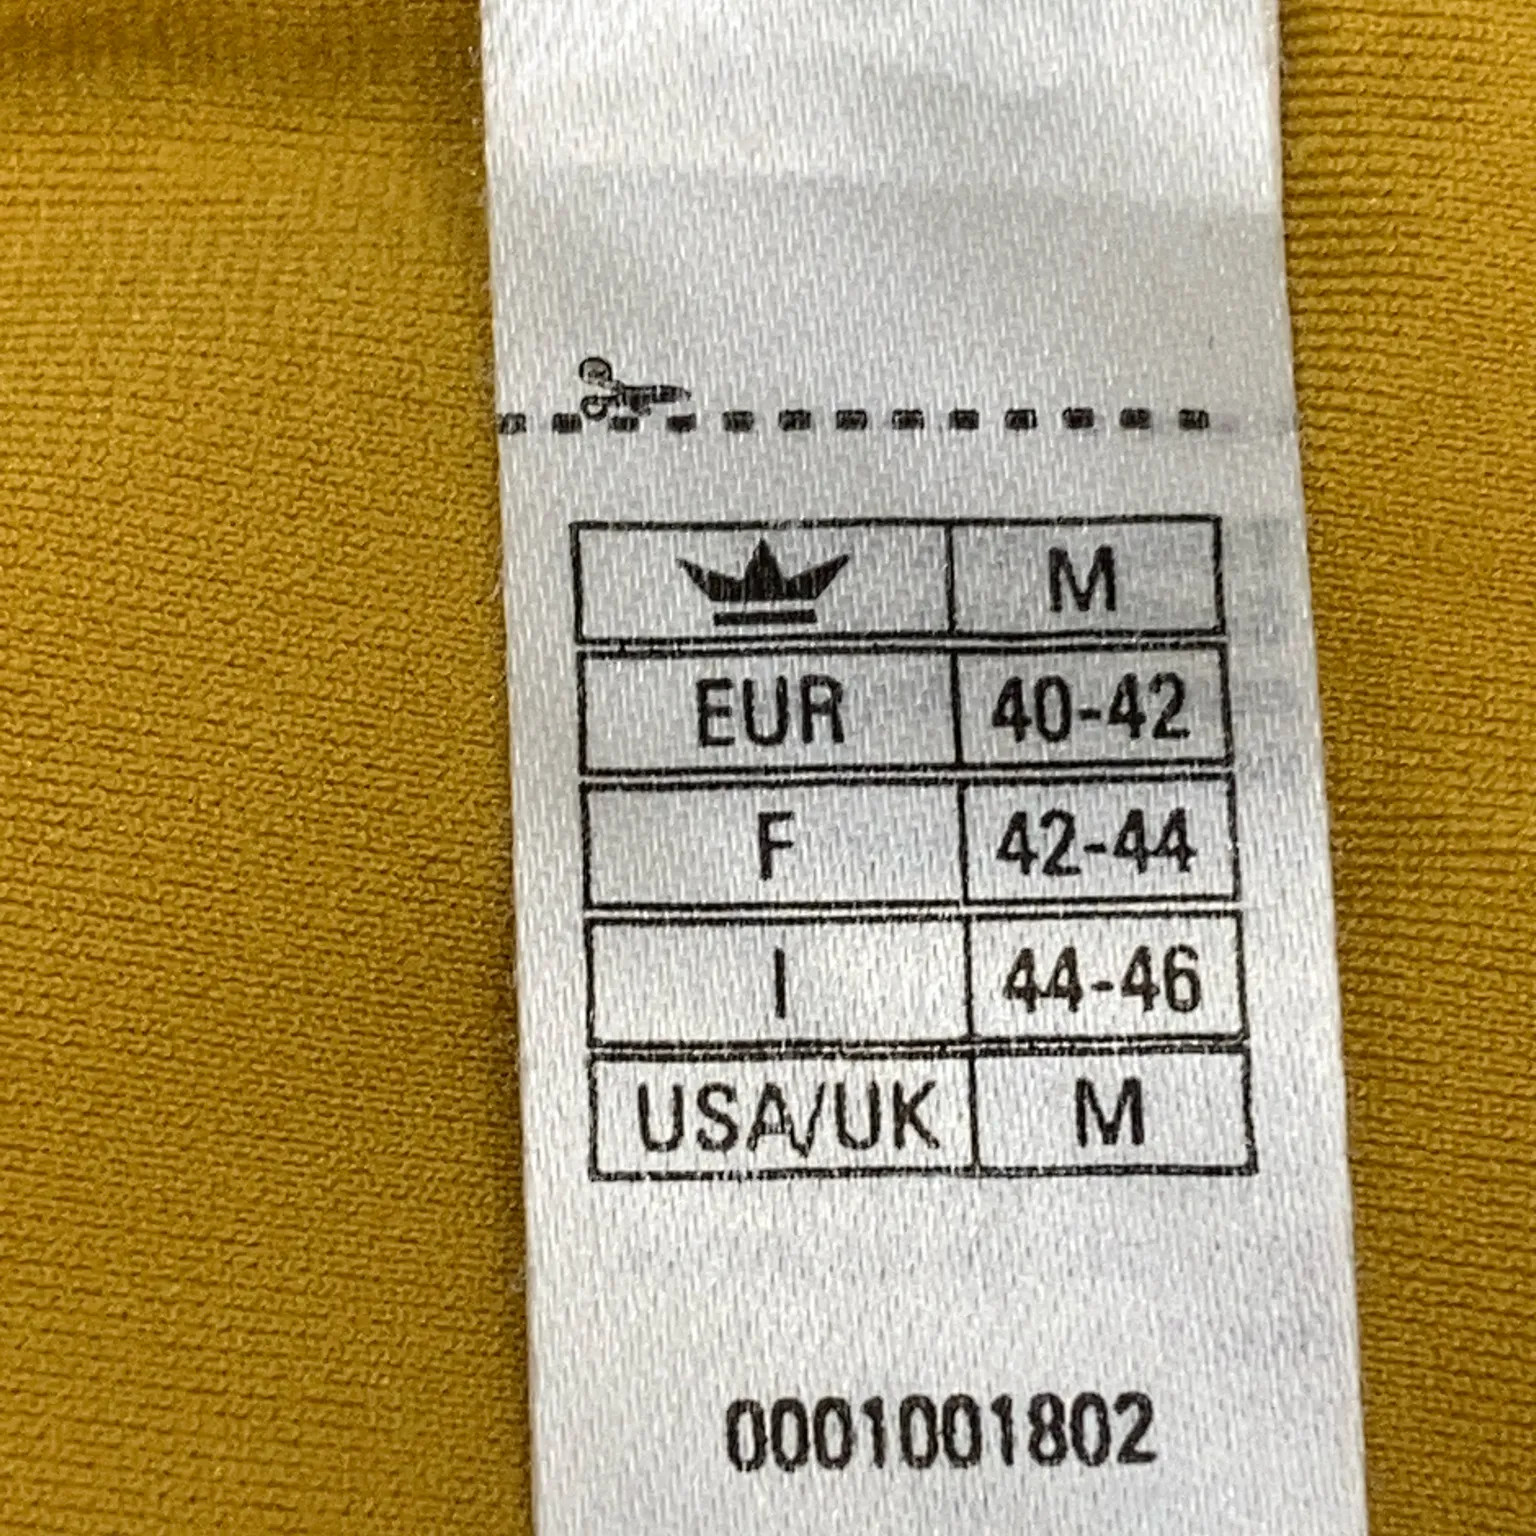 M
EUR 40-42
F 42-44
I 44-46
USA/UK M
0001001802